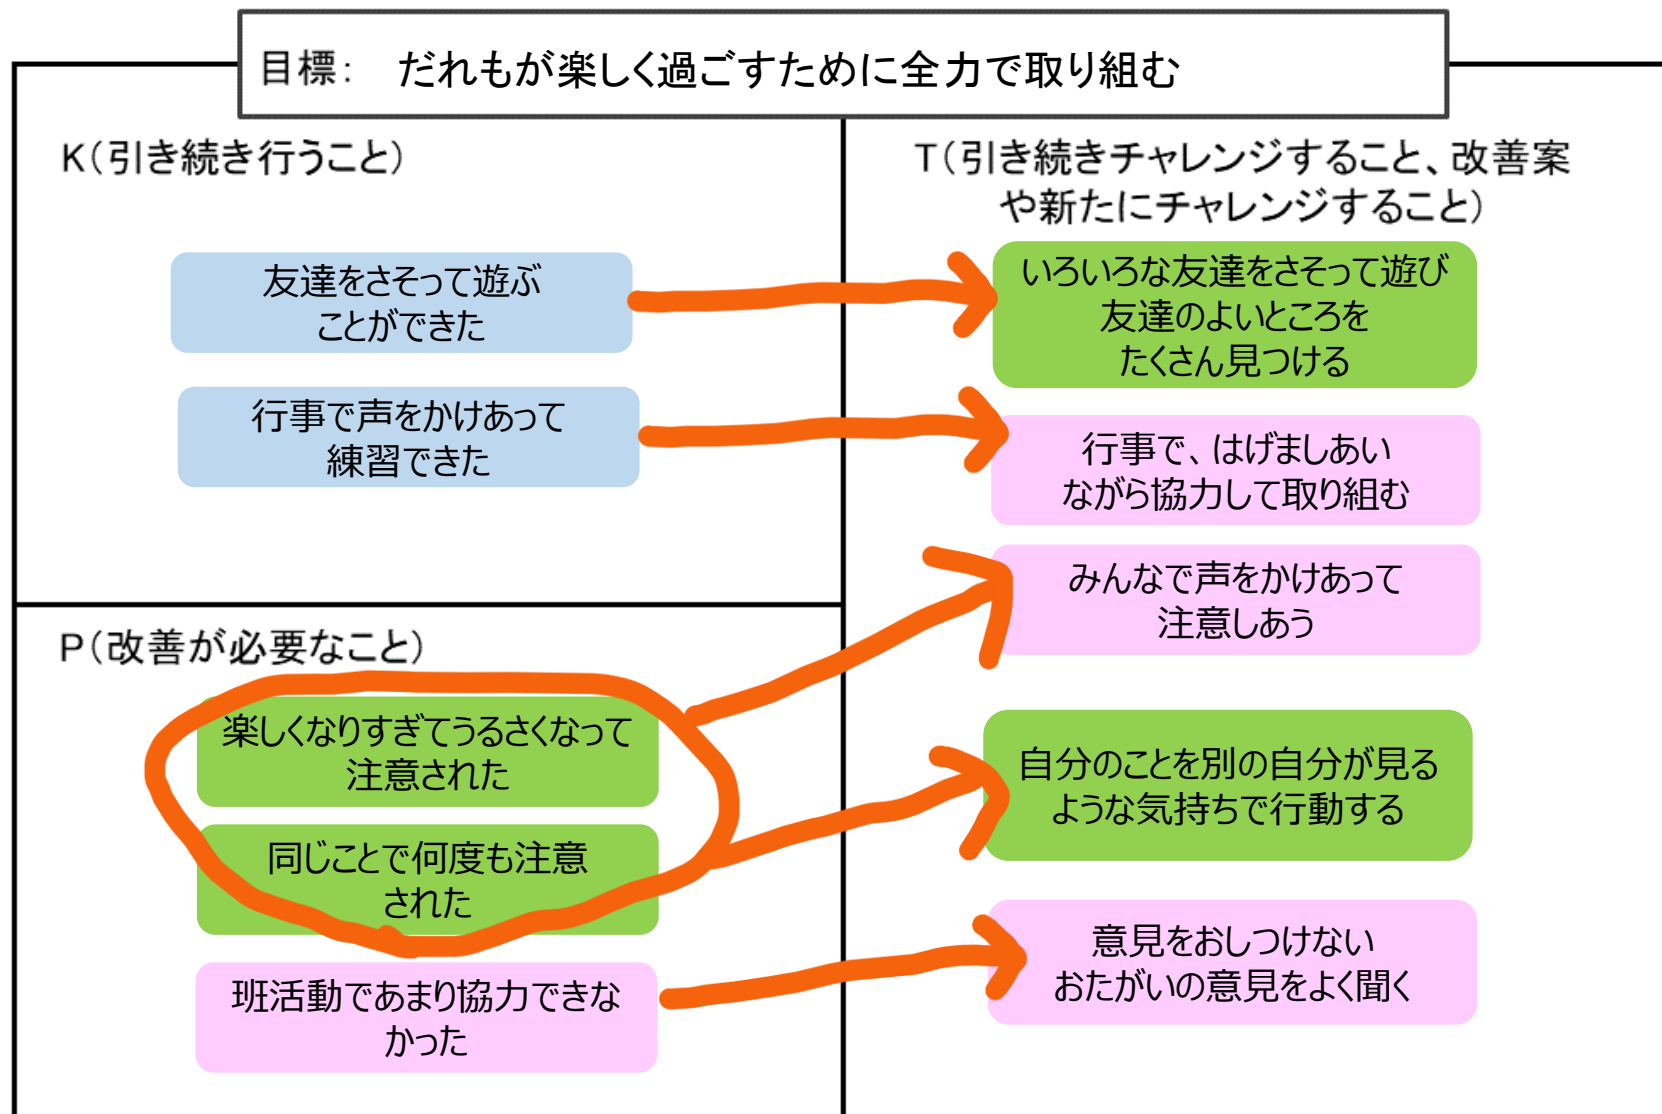 目標： だれもが楽しく過ごすために全力で取り組む
K（引き続き行うこと）
友達をさそって遊ぶ
ことができた
行事で声をかけあって
練習できた
P（改善が必要なこと）
楽しくなりすぎてうるさくなって
注意された
同じことで何度も注意
された
班活動であまり協力できな
かった
T（引き続きチャレンジすること、改善案
や新たにチャレンジすること）
いろいろな友達をさそって遊び
友達のよいところを
たくさん見つける
行事で、はげましあい
ながら協力して取り組む
みんなで声をかけあって
注意しあう
自分のことを別の自分が見る
ような気持ちで行動する
意見をおしつけない
おたがいの意見をよく聞く